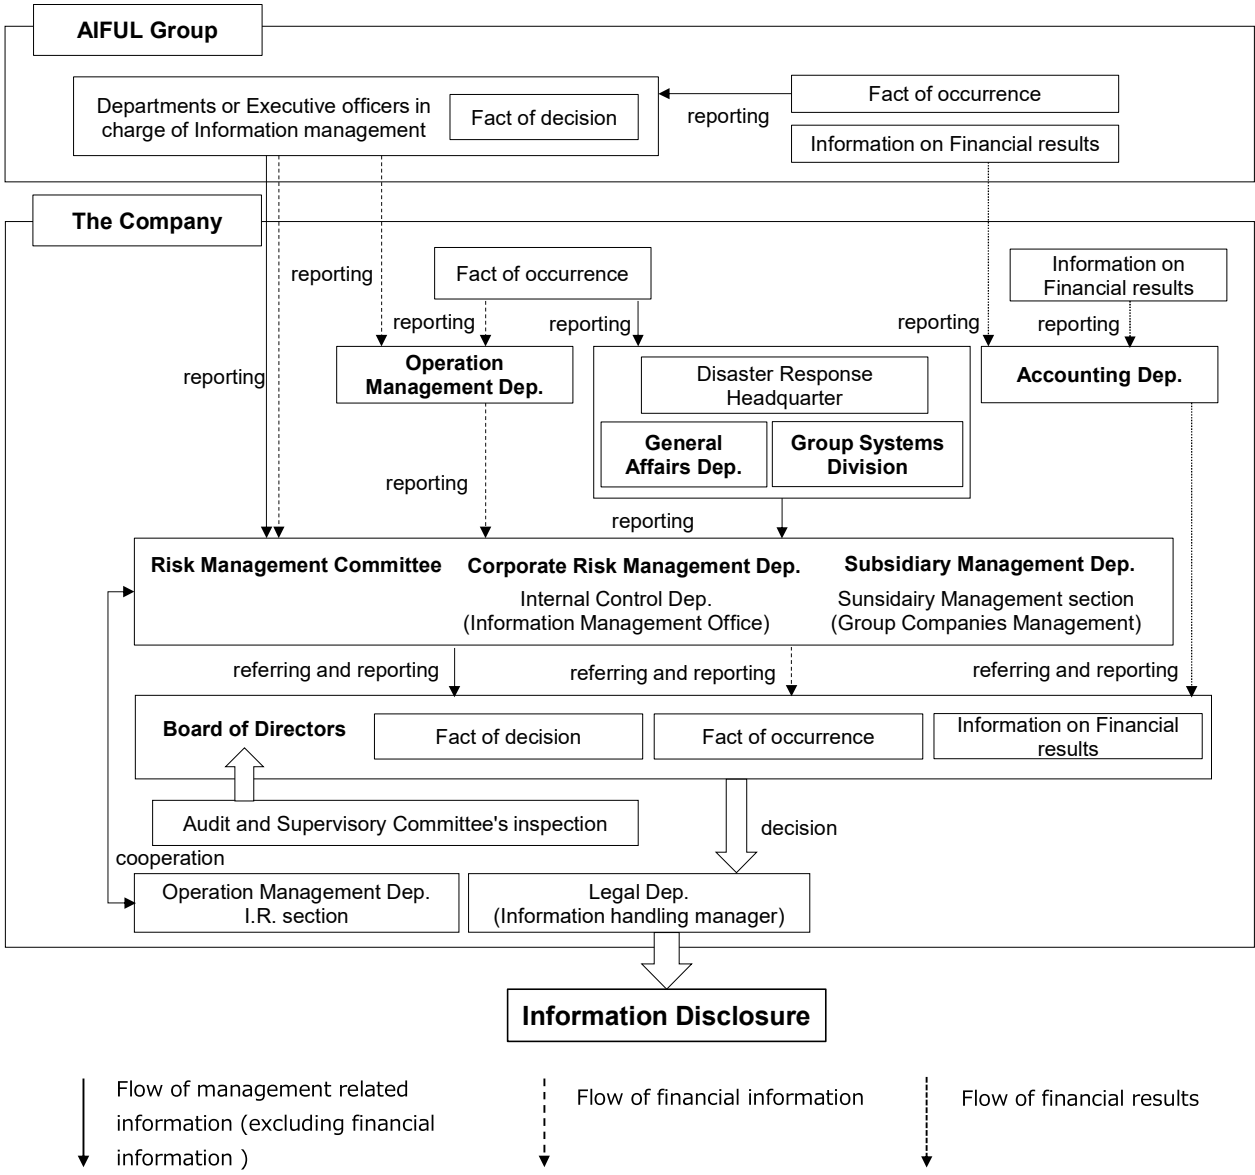 AIFUL Group
Departments or Executive officers in
charge of Information management
Fact of decision
reporting
Fact of occurrence
Information on Financial results
The Company
reporting
Fact of occurrence
Information on
Financial results
reporting
reporting
reporting
reporting
reporting
Operation
Management Dep.
Disaster Response
Headquarter
Accounting Dep.
General
Affairs Dep.
Group Systems
Division
reporting
reporting
Risk Management Committee
Corporate Risk Management Dep.
Internal Control Dep.
(Information Management Office)
Subsidiary Management Dep.
Sunsidairy Management section
(Group Companies Management)
referring and reporting
referring and reporting
referring and reporting
Board of Directors
Fact of decision
Fact of occurrence
Information on Financial
results
Audit and Supervisory Committee's inspection
decision
cooperation
Operation Management Dep.
I.R. section
Legal Dep.
(Information handling manager)
Information Disclosure
Flow of management related
information (excluding financial
information )
Flow of financial information
Flow of financial results